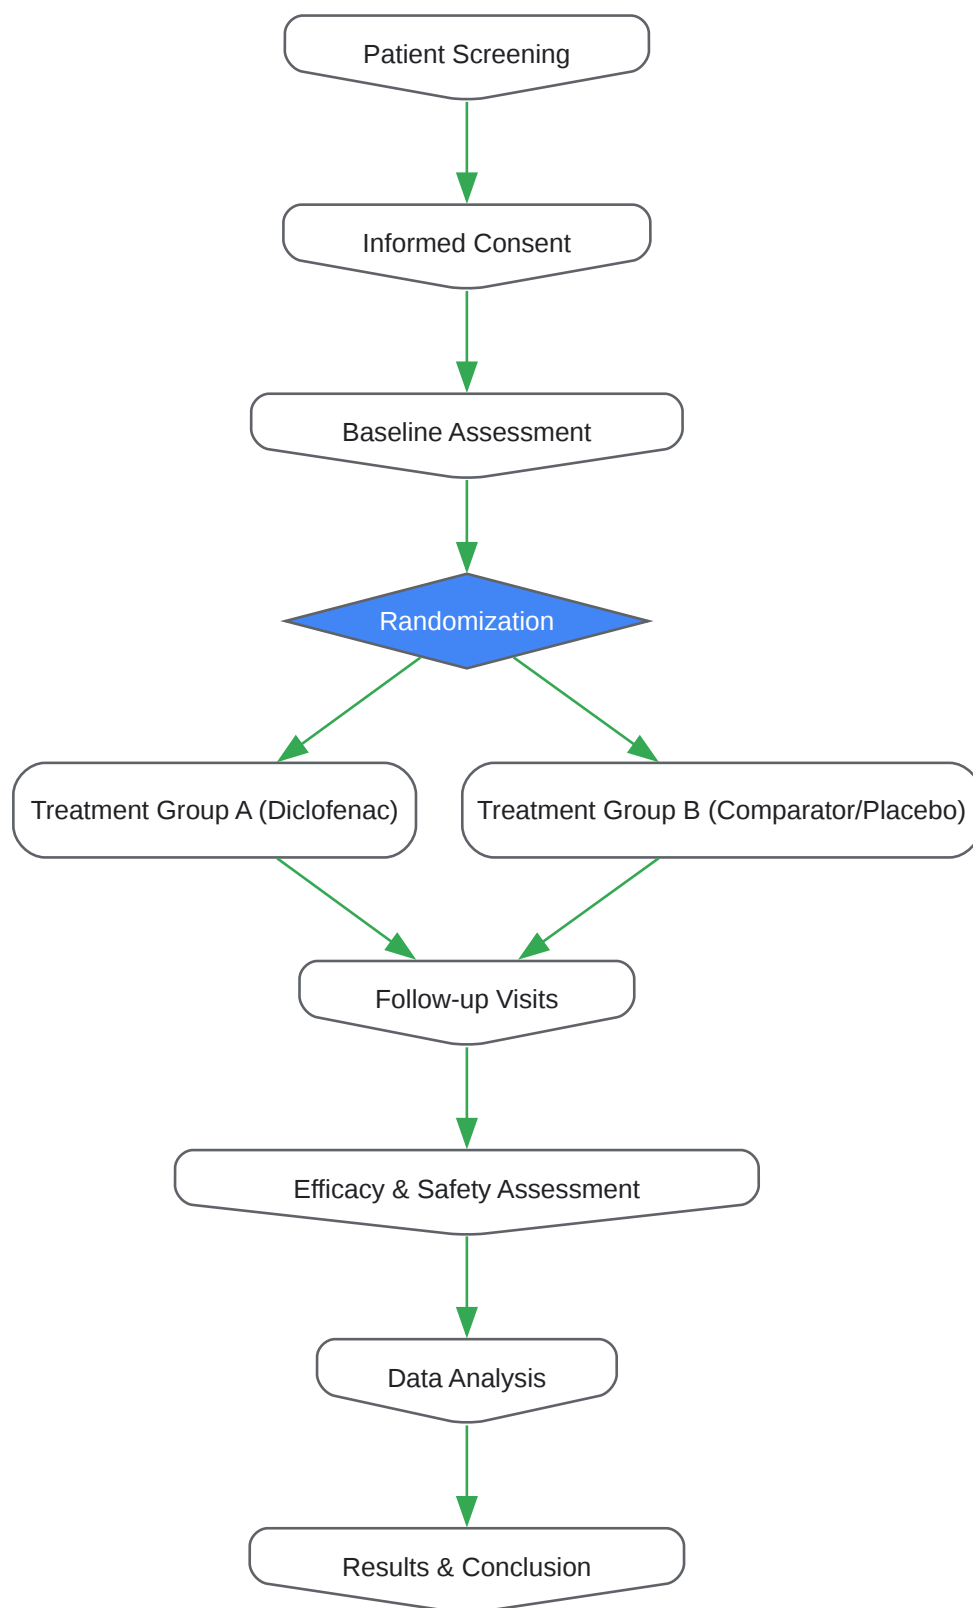 Patient Screening
Informed Consent
Baseline Assessment
Randomization
Treatment Group A (Diclofenac)
Treatment Group B (Comparator/Placebo)
Follow-up Visits
Efficacy & Safety Assessment
Data Analysis
Results & Conclusion